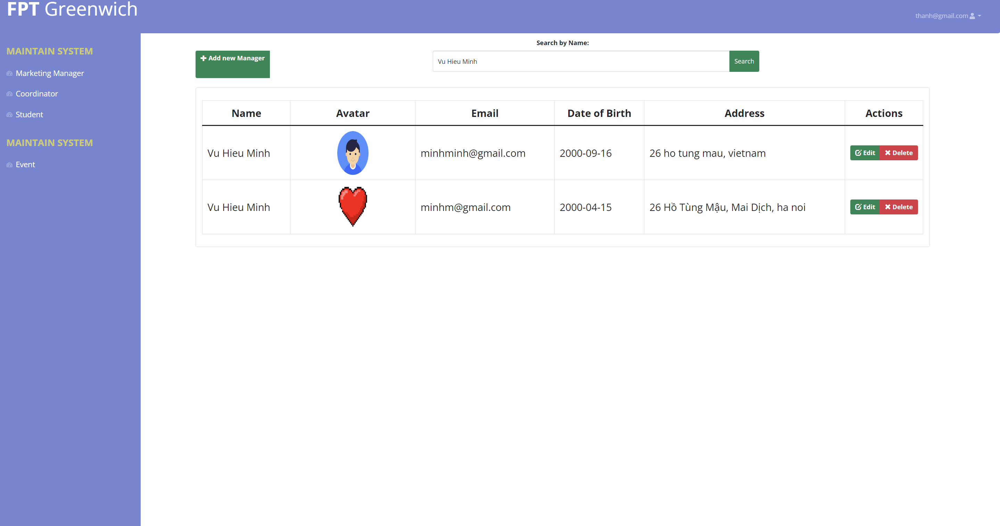 FPT Greenwich
thanh@gmail.com
MAINTAIN SYSTEM
Marketing Manager
Coordinator
Student
MAINTAIN SYSTEM
Event
Search by Name:
Add new Manager
Vu Hieu Minh Search
Name Avatar Email Date of Birth Address Actions
Vu Hieu Minh minhminh@gmail.com 2000-09-16 26 ho tung mau, vietnam Edit Delete
Vu Hieu Minh minhm@gmail.com 2000-04-15 26 Hồ Tùng Mậu, Mai Dịch, ha noi Edit Delete